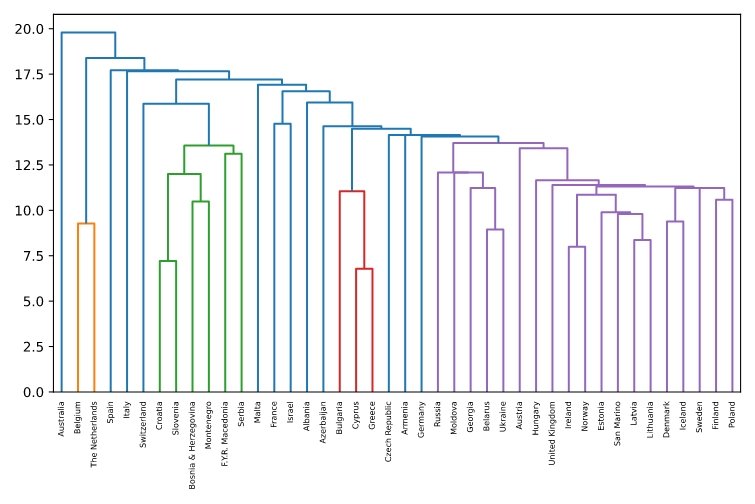 20.0
17.5
15.0
12.5
10.0
7.5
5.0
2.5
0.0
Australia
Belgium
The Netherlands
Spain
Italy
Switzerland
Croatia
Slovenia
Bosnia & Herzegovina
Montenegro
F.Y.R. Macedonia
Serbia
Malta
France
Israel
Albania
Azerbaijan
Bulgaria
Cyprus
Greece
Czech Republic
Armenia
Germany
Russia
Moldova
Georgia
Belarus
Ukraine
Austria
Hungary
United Kingdom
Ireland
Norway
Estonia
San Marino
Latvia
Lithuania
Denmark
Iceland
Sweden
Finland
Poland